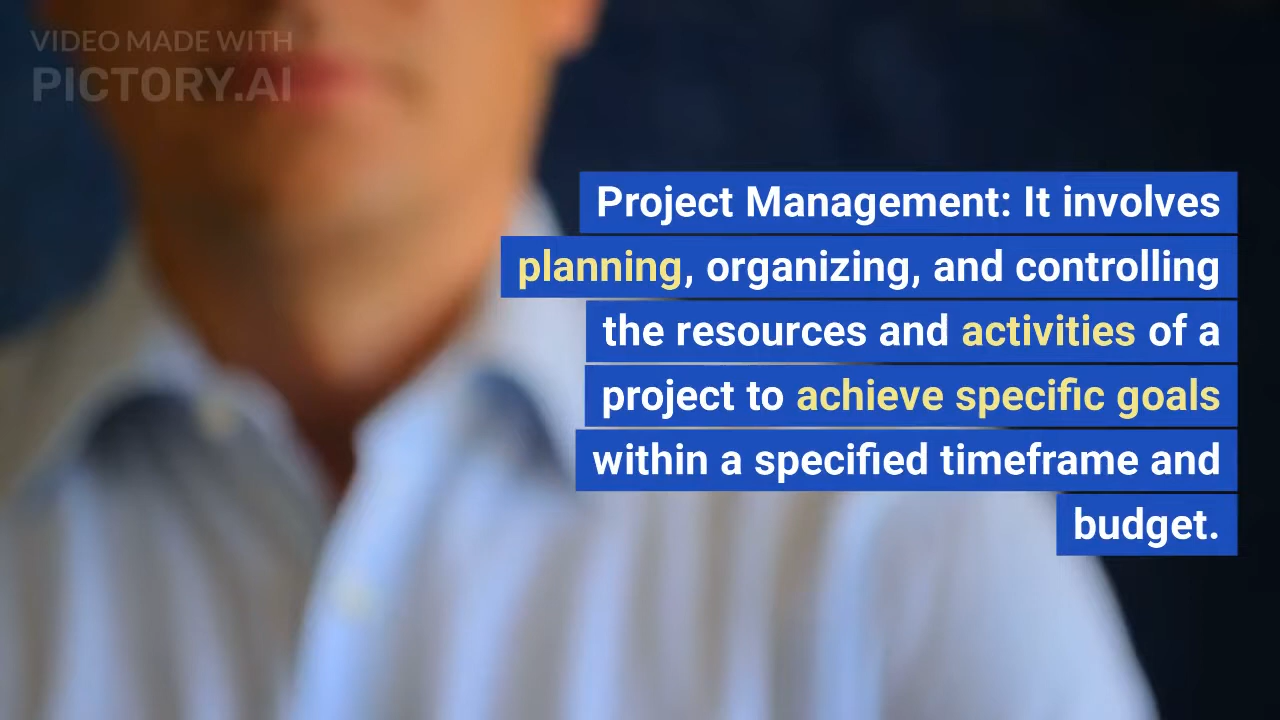 VIDEO MADE WITH
PICTORY.AI
Project Management: It involves
planning, organizing, and controlling
the resources and activities of a
project to achieve specific goals
within a specified timeframe and
budget.